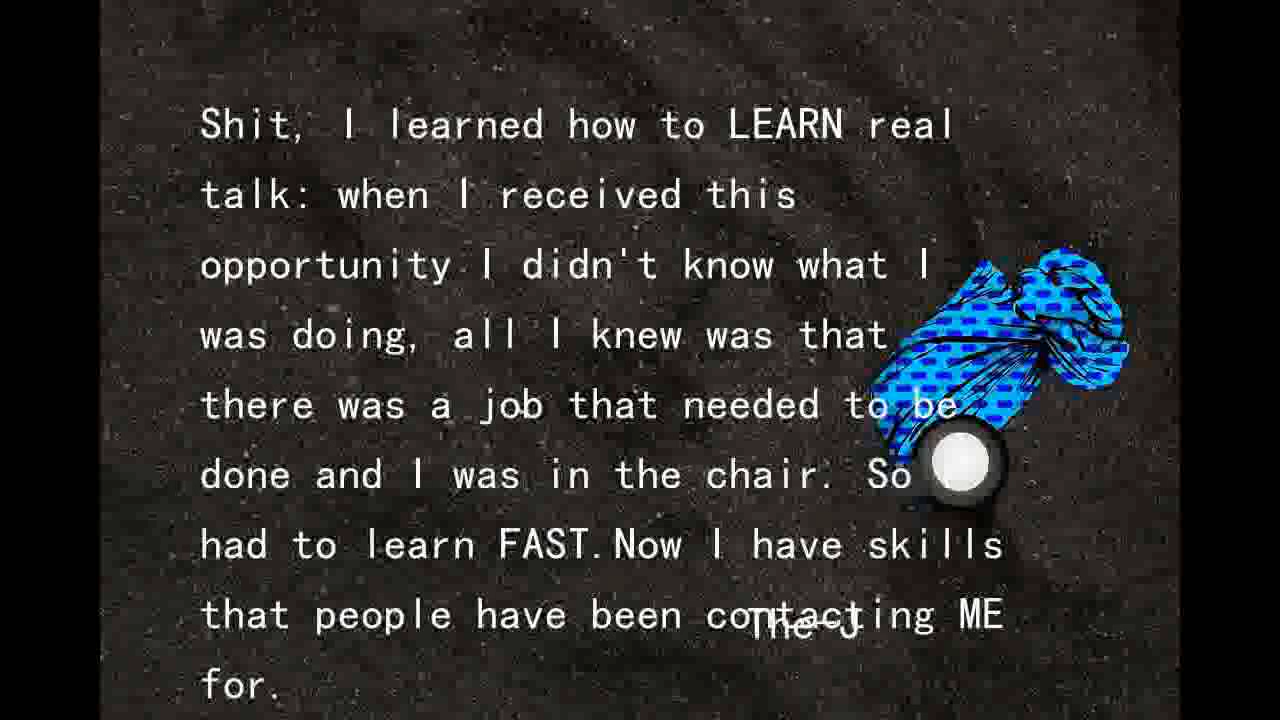 Shit, I learned how to LEARN real
talk: when I received this
opportunity I didn't know what I
was doing, all I knew was that
there was a job that needed to be
done and I was in the chair. So
had to learn FAST.Now I have skills
that people have been contacting ME
The-J
for.